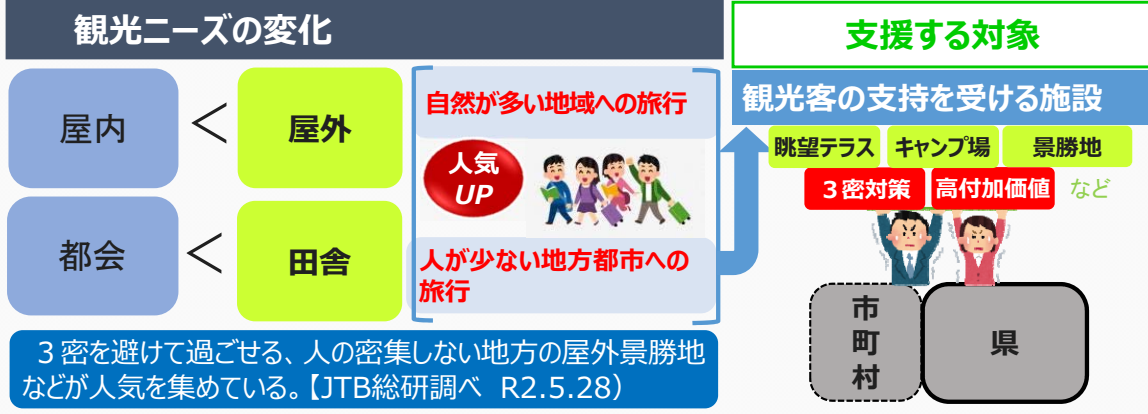 観光ニーズの変化
屋内
<
屋外
都会
<
田舎
自然が多い地域への旅行
人気
UP
人が少ない地方都市への
旅行
３密を避けて過ごせる、人の密集しない地方の屋外景勝地
などが人気を集めている。【JTB総研調べ R2.5.28）
支援する対象
観光客の支持を受ける施設
眺望テラス
キャンプ場
景勝地
３密対策
高付加価値
など
市
町
村
県